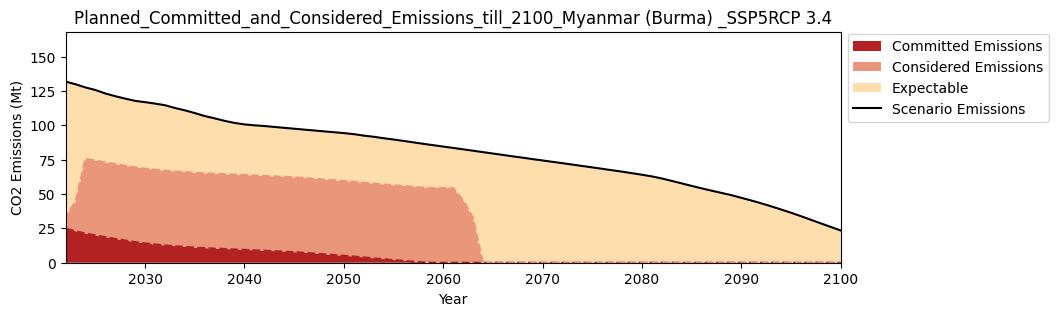 Planned_Committed_and_Considered_Emissions_till_2100_Myanmar (Burma) _SSP5RCP 3.4
Committed Emissions
Considered Emissions
Expectable
Scenario Emissions
CO2 Emissions (Mt)
150
125
100
75
50
25
0
2030 2040 2050 2060 2070 2080 2090 2100
Year